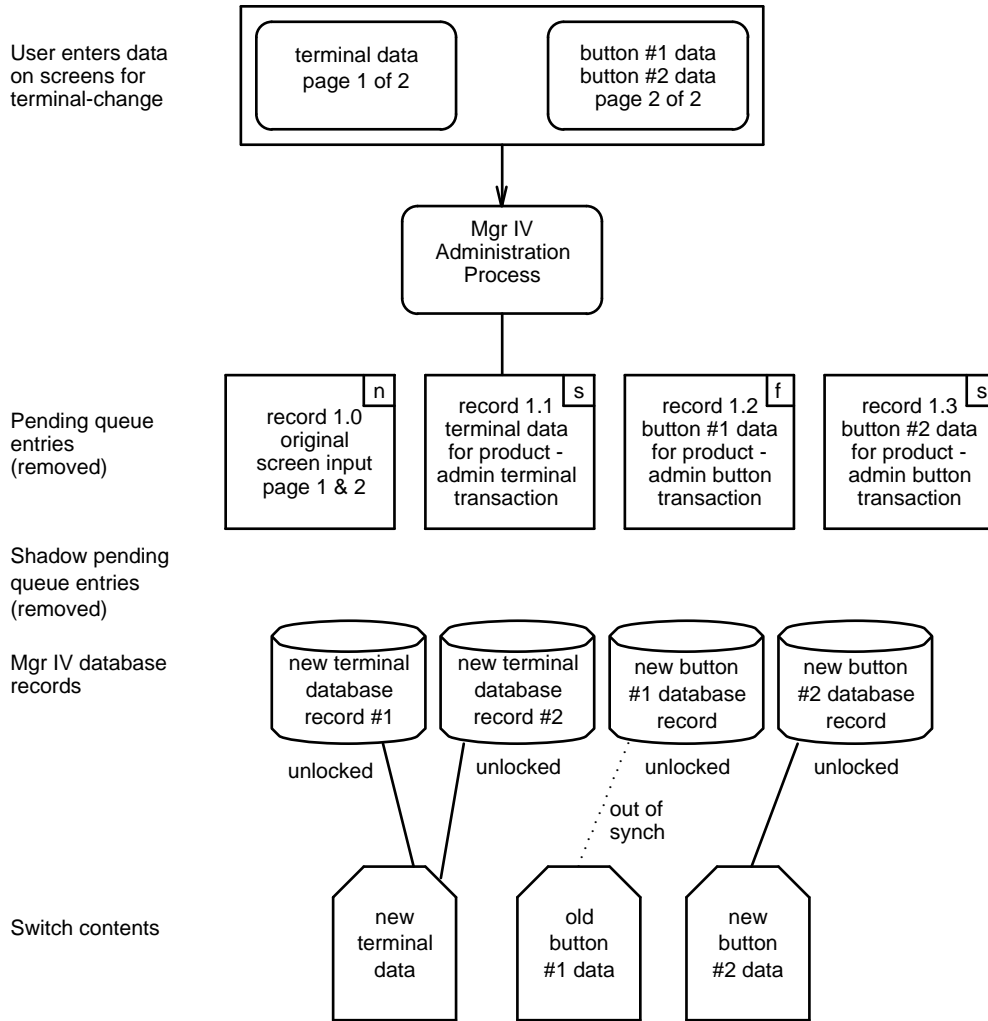 User enters data
on screens for
terminal-change
terminal data
page 1 of 2
button #1 data
button #2 data
page 2 of 2
Mgr IV
Administration
Process
Pending queue
entries
(removed)
n
record 1.0
original
screen input
page 1 & 2
s
record 1.1
terminal data
for product -
admin terminal
transaction
f
record 1.2
button #1 data
for product -
admin button
transaction
s
record 1.3
button #2 data
for product -
admin button
transaction
Shadow pending
queue entries
(removed)
Mgr IV database
records
new terminal
database
record #1
new terminal
database
record #2
new button
#1 database
record
new button
#2 database
record
unlocked
unlocked
unlocked
unlocked
out of
synch
Switch contents
new
terminal
data
old
button
#1 data
new
button
#2 data